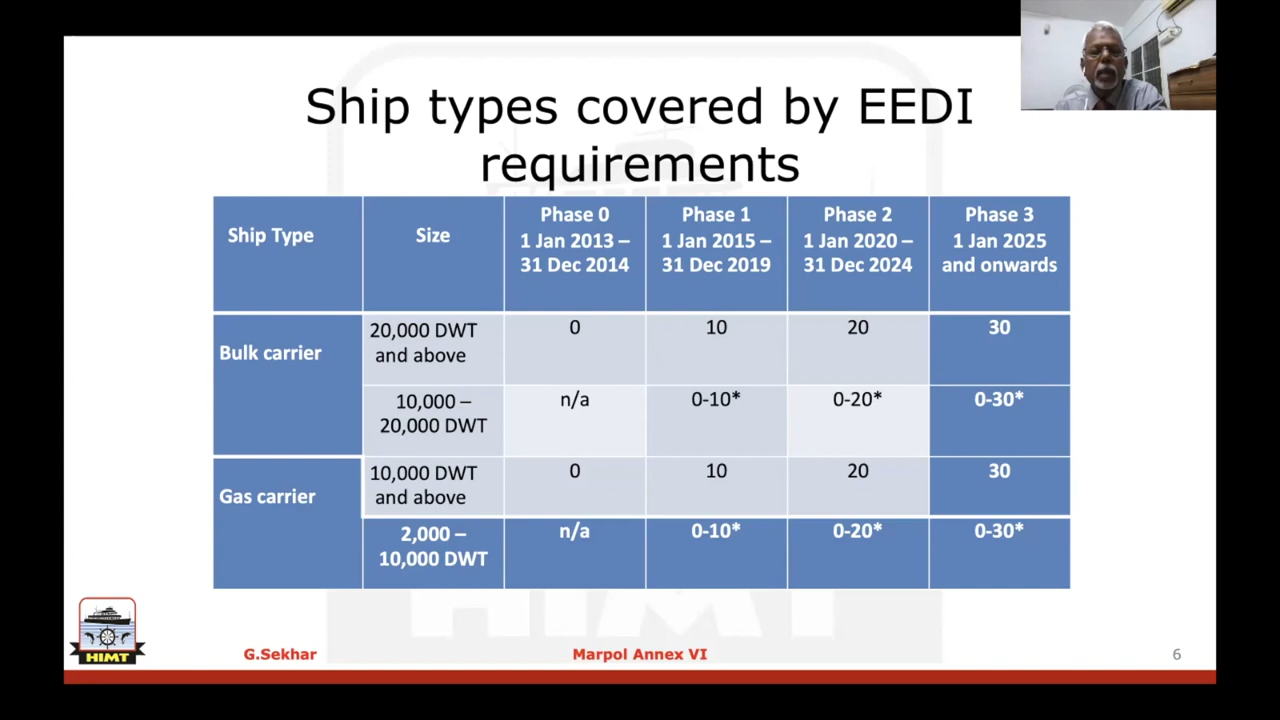 Ship types covered by EEDI
requirements
Ship Type
Size
Phase 0
1 Jan 2013 –
31 Dec 2014
Phase 1
1 Jan 2015 –
31 Dec 2019
Phase 2
1 Jan 2020 –
31 Dec 2024
Phase 3
1 Jan 2025
and onwards
Bulk carrier
20,000 DWT
and above
0
10
20
30
10,000 –
20,000 DWT
n/a
0-10*
0-20*
0-30*
Gas carrier
10,000 DWT
and above
0
10
20
30
2,000 –
10,000 DWT
n/a
0-10*
0-20*
0-30*
HIMT
HIMT
G.Sekhar
Marpol Annex VI
6